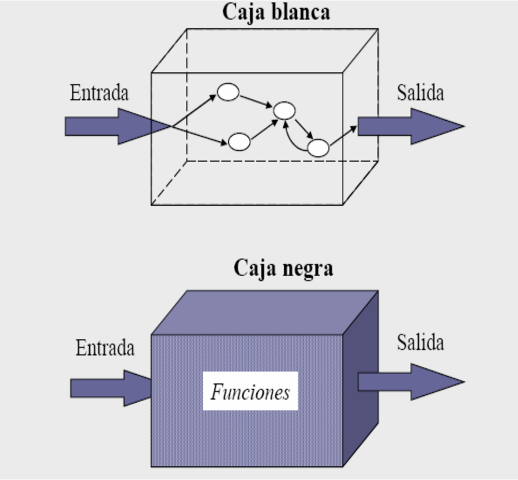 Caja blanca
Entrada
Salida
Caja negra
Entrada
Salida
Funciones